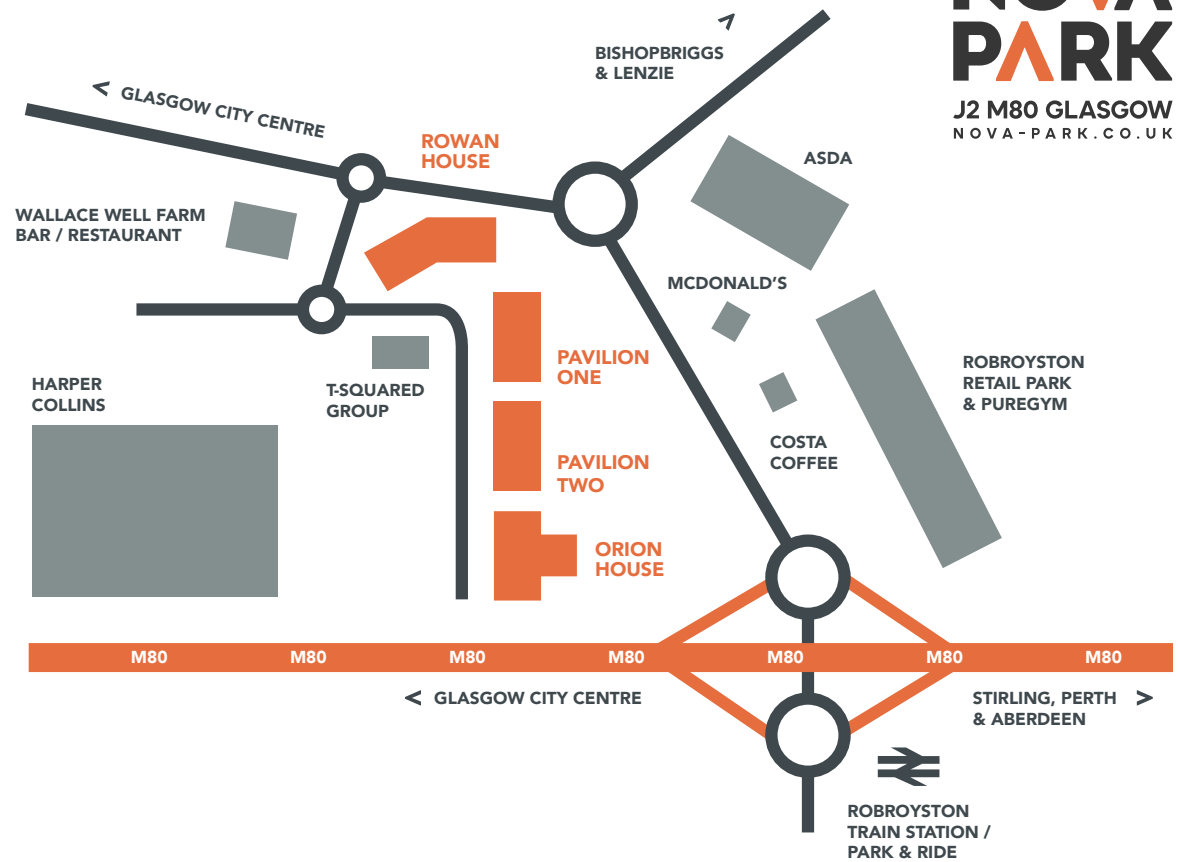 NOVA
PARK
J2 M80 GLASGOW
NOVA-PARK.CO.UK
BISHOPBRIGGS
& LENZIE
< GLASGOW CITY CENTRE
ROWAN
HOUSE
ASDA
WALLACE WELL FARM
BAR / RESTAURANT
MCDONALD'S
PAVILION
ONE
ROBROYSTON
RETAIL PARK
& PUREGYM
HARPER
COLLINS
T-SQUARED
GROUP
COSTA
COFFEE
PAVILION
TWO
ORION
HOUSE
M80 M80 M80 M80 M80 M80 M80
< GLASGOW CITY CENTRE
STIRLING, PERTH >
& ABERDEEN
ROBROYSTON
TRAIN STATION /
PARK & RIDE